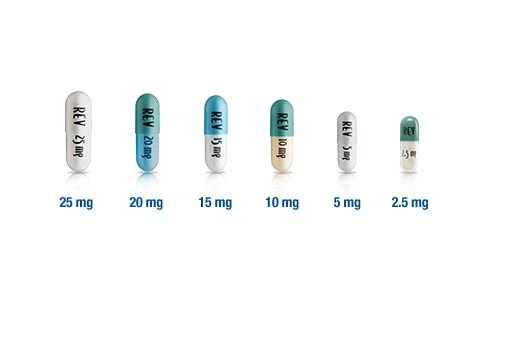 REV 25 mg
REV 20 mg
REV 15 mg
REV 10 mg
REV 5 mg
REV 2.5 mg
25 mg
20 mg
15 mg
10 mg
5 mg
2.5 mg